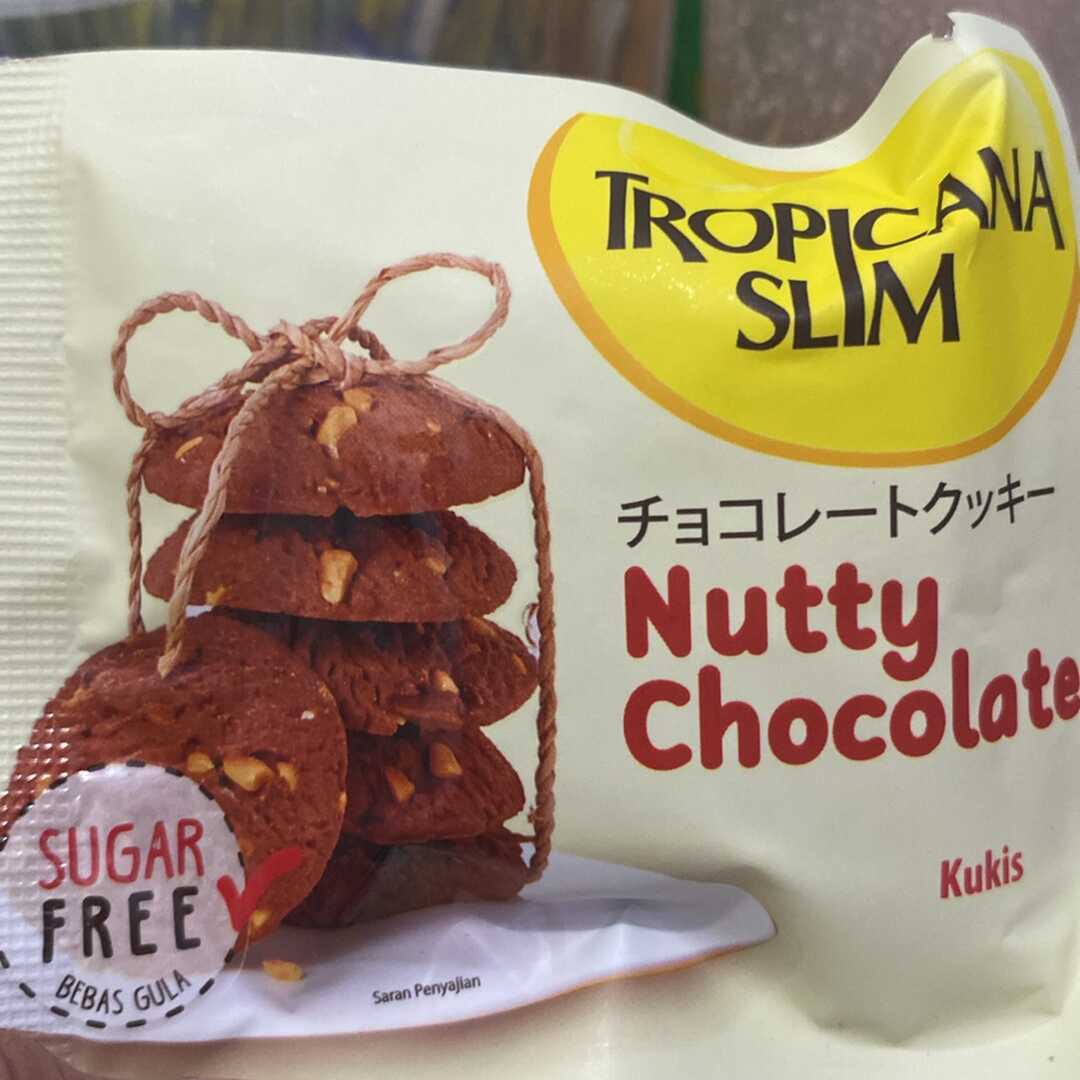 TROPICANA
SLIM
チョコレートクッキー
Nutty
Chocolate
Kukis
SUGAR
FREE
BEBAS GULA
Saran Penyajian